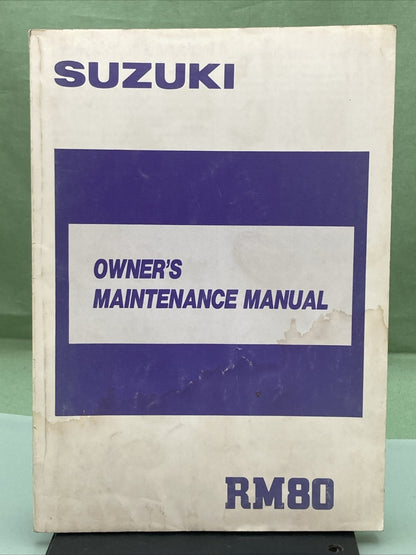 SUZUKI
OWNER'S
MAINTENANCE MANUAL
RM80